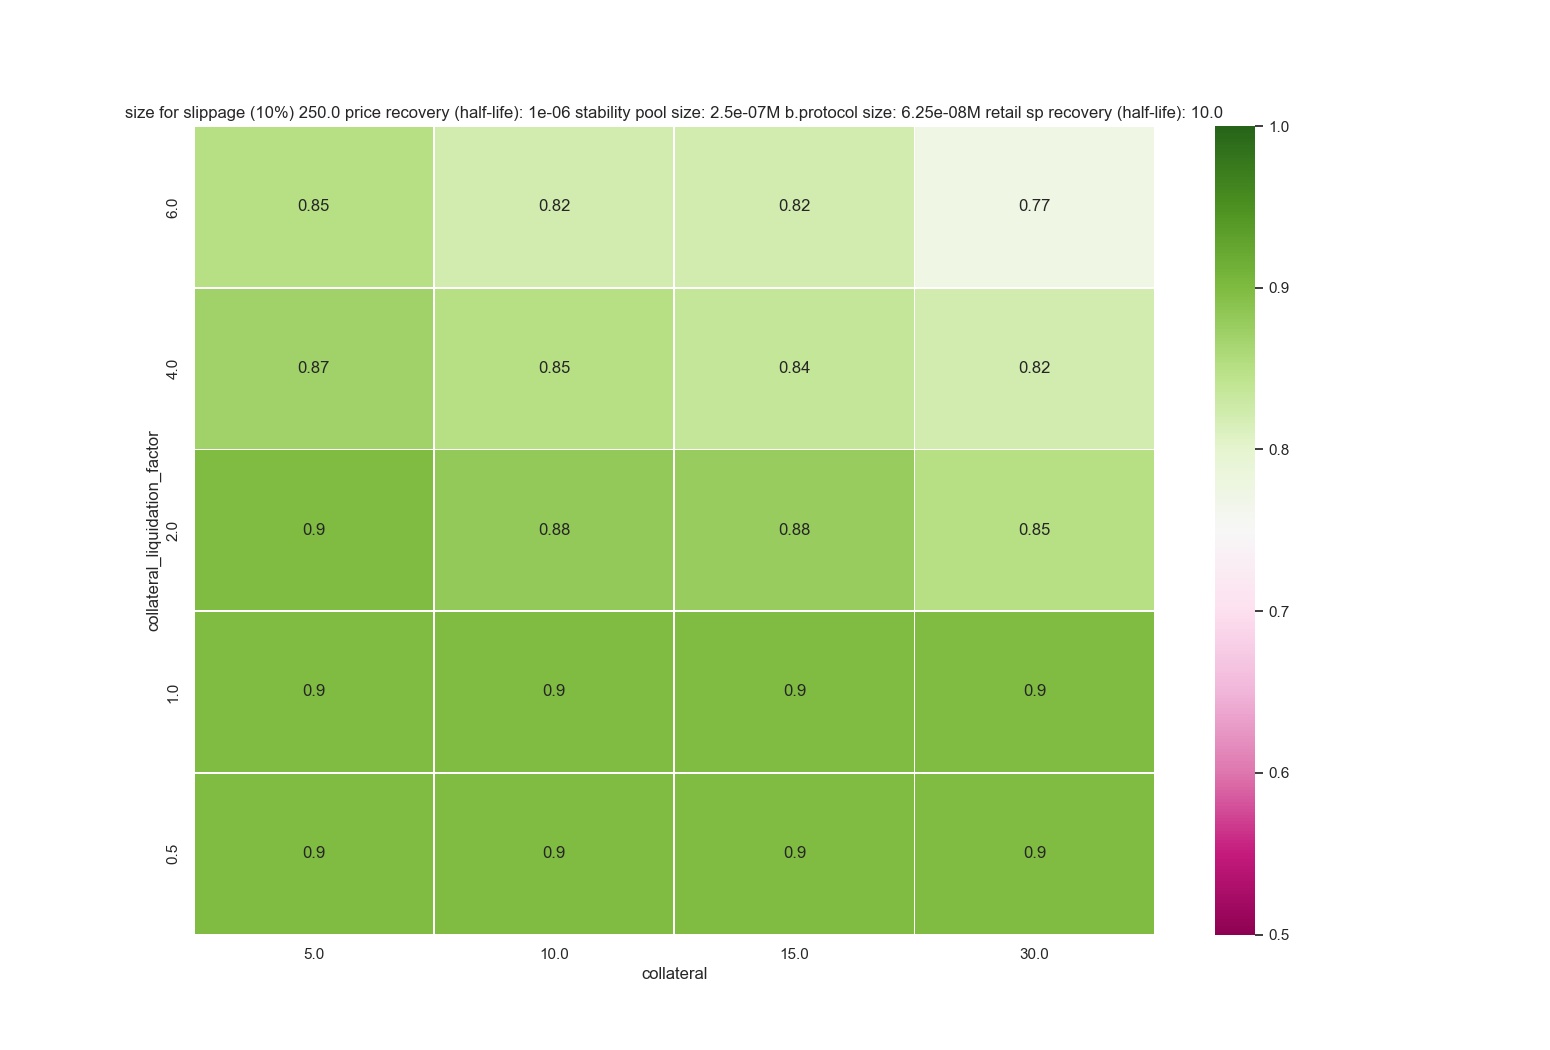 size for slippage (10%) 250.0 price recovery (half-life): 1e-06 stability pool size: 2.5e-07M b.protocol size: 6.25e-08M retail sp recovery (half-life): 10.0
collateral_liquidation_factor
6.0
0.85 0.82 0.82 0.77
4.0
0.87 0.85 0.84 0.82
2.0
0.9 0.88 0.88 0.85
1.0
0.9 0.9 0.9 0.9
0.5
0.9 0.9 0.9 0.9
5.0 10.0 15.0 30.0
collateral
1.0
0.9
0.8
0.7
0.6
0.5